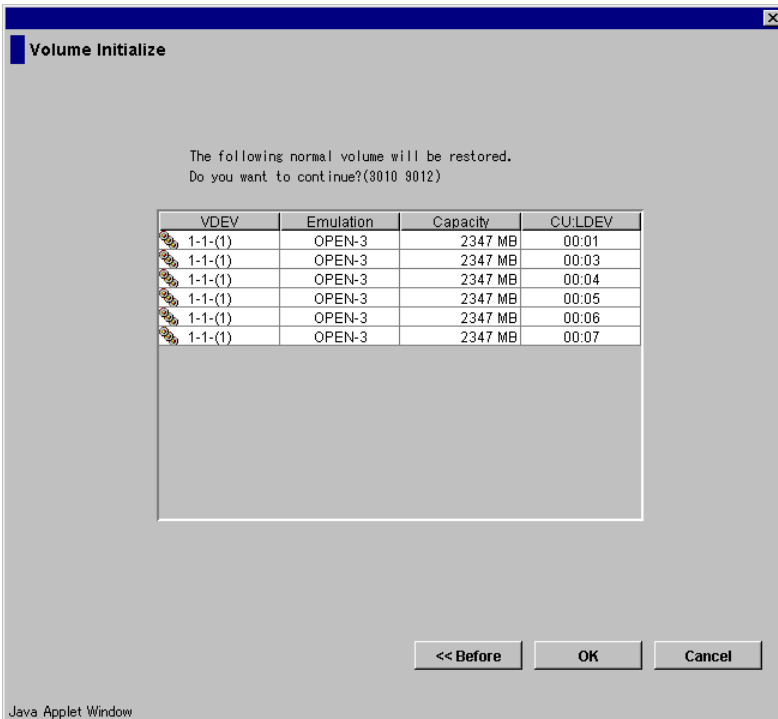 Volume Initialize
The following normal volume will be restored.
Do you want to continue?(3010 9012)
VDEV Emulation Capacity CU:LDEV
1-1-(1) OPEN-3 2347 MB 00:01
1-1-(1) OPEN-3 2347 MB 00:03
1-1-(1) OPEN-3 2347 MB 00:04
1-1-(1) OPEN-3 2347 MB 00:05
1-1-(1) OPEN-3 2347 MB 00:06
1-1-(1) OPEN-3 2347 MB 00:07
<< Before OK Cancel
Java Applet Window